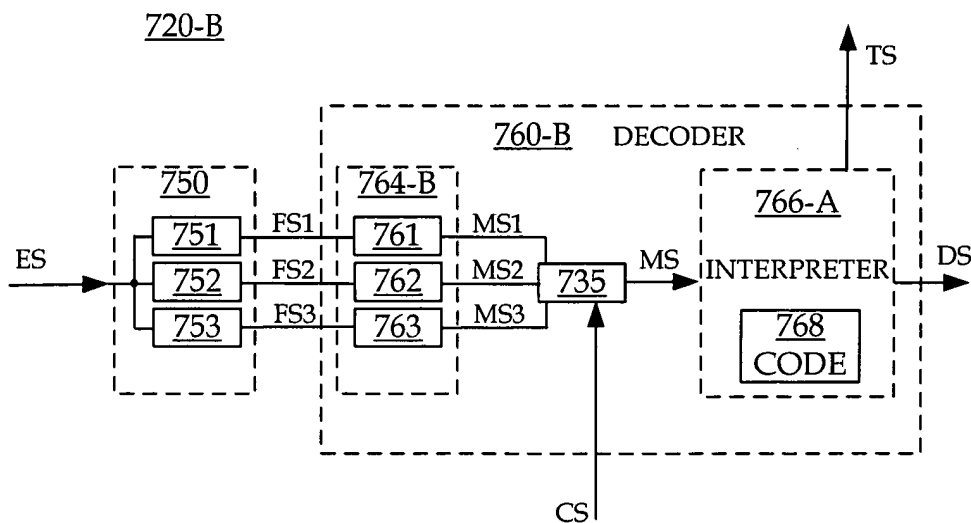 720-B
TS
760-B DECODER
750
764-B
766-A
751 FS1 761 MS1
ES 752 FS2 762 MS2 735 MS INTERPRETER DS
753 FS3 763 MS3
768
CODE
CS